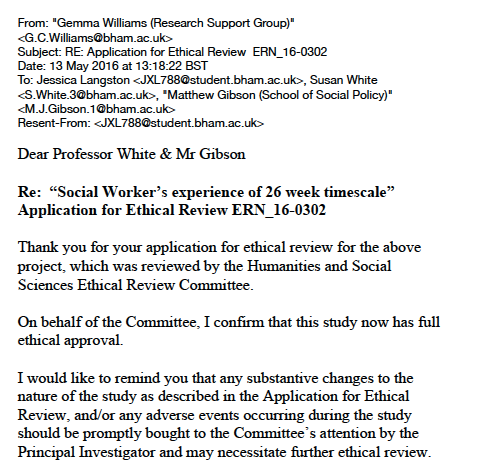 From: "Gemma Williams (Research Support Group)"
<G.C.Williams@bham.ac.uk>
Subject: RE: Application for Ethical Review  ERN_16-0302
Date: 13 May 2016 at 13:18:22 BST
To: Jessica Langston <JXL788@student.bham.ac.uk>, Susan White
<S.White.3@bham.ac.uk>, "Matthew Gibson (School of Social Policy)"
<M.J.Gibson.1@bham.ac.uk>
Resent-From: <JXL788@student.bham.ac.uk>
Dear Professor White & Mr Gibson
Re:  “Social Worker’s experience of 26 week timescale”
Application for Ethical Review ERN_16-0302
Thank you for your application for ethical review for the above
project, which was reviewed by the Humanities and Social
Sciences Ethical Review Committee.
On behalf of the Committee, I confirm that this study now has full
ethical approval.
I would like to remind you that any substantive changes to the
nature of the study as described in the Application for Ethical
Review, and/or any adverse events occurring during the study
should be promptly bought to the Committee’s attention by the
Principal Investigator and may necessitate further ethical review.